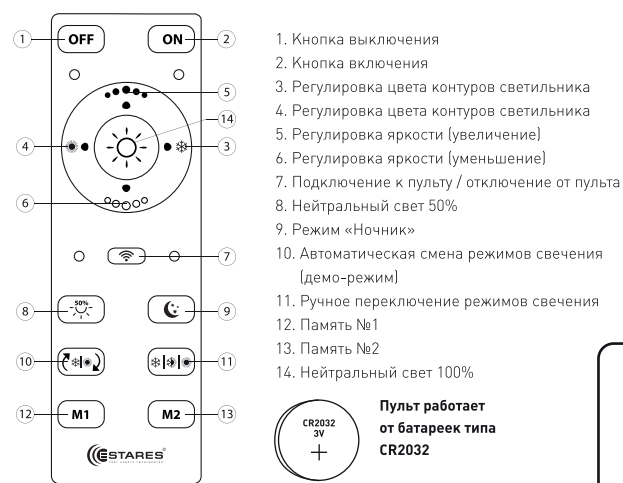 OFF
ON
1
2
3
4
5
6
7
8
9
10
11
12
13
14
50%
M1
M2
ESTARES®
1. Кнопка выключения
2. Кнопка включения
3. Регулировка цвета контуров светильника
4. Регулировка цвета контуров светильника
5. Регулировка яркости (увеличение)
6. Регулировка яркости (уменьшение)
7. Подключение к пульту / отключение от пульта
8. Нейтральный свет 50%
9. Режим «Ночник»
10. Автоматическая смена режимов свечения
(демо-режим)
11. Ручное переключение режимов свечения
12. Память №1
13. Память №2
14. Нейтральный свет 100%
CR2032
3V
Пульт работает
от батареек типа
CR2032